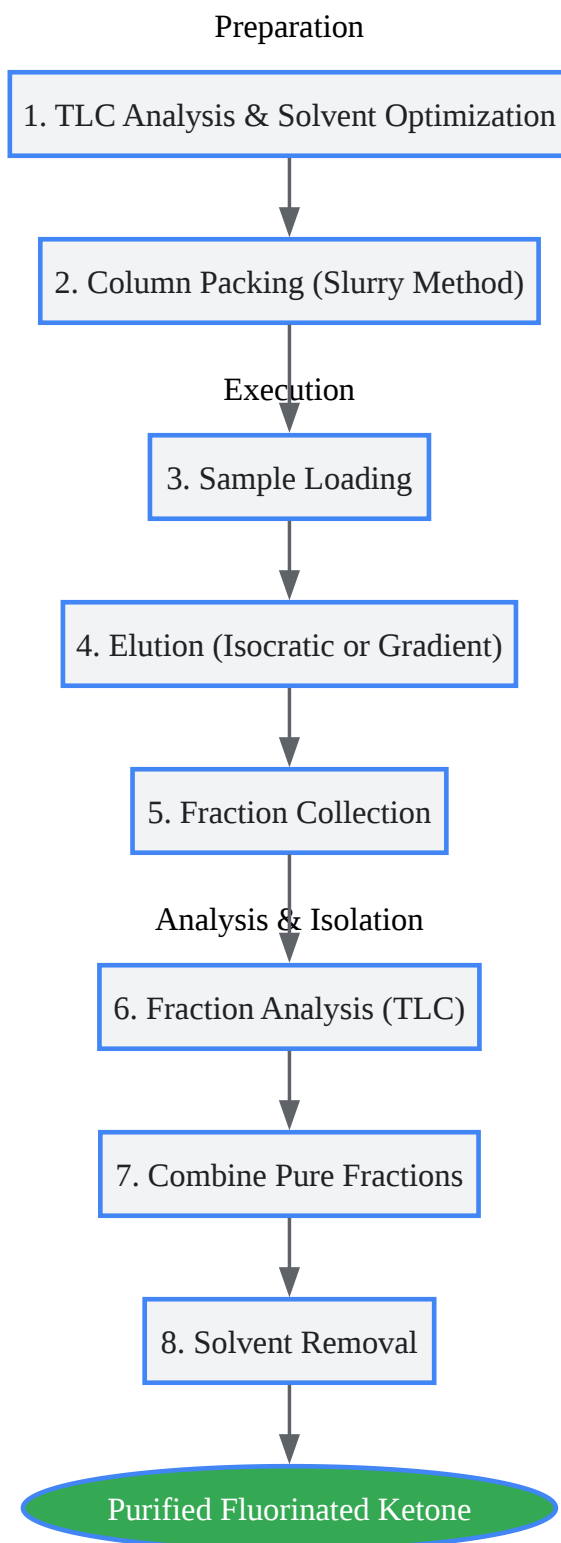 Preparation
1. TLC Analysis & Solvent Optimization
2. Column Packing (Slurry Method)
Execution
3. Sample Loading
4. Elution (Isocratic or Gradient)
5. Fraction Collection
Analysis & Isolation
6. Fraction Analysis (TLC)
7. Combine Pure Fractions
8. Solvent Removal
Purified Fluorinated Ketone